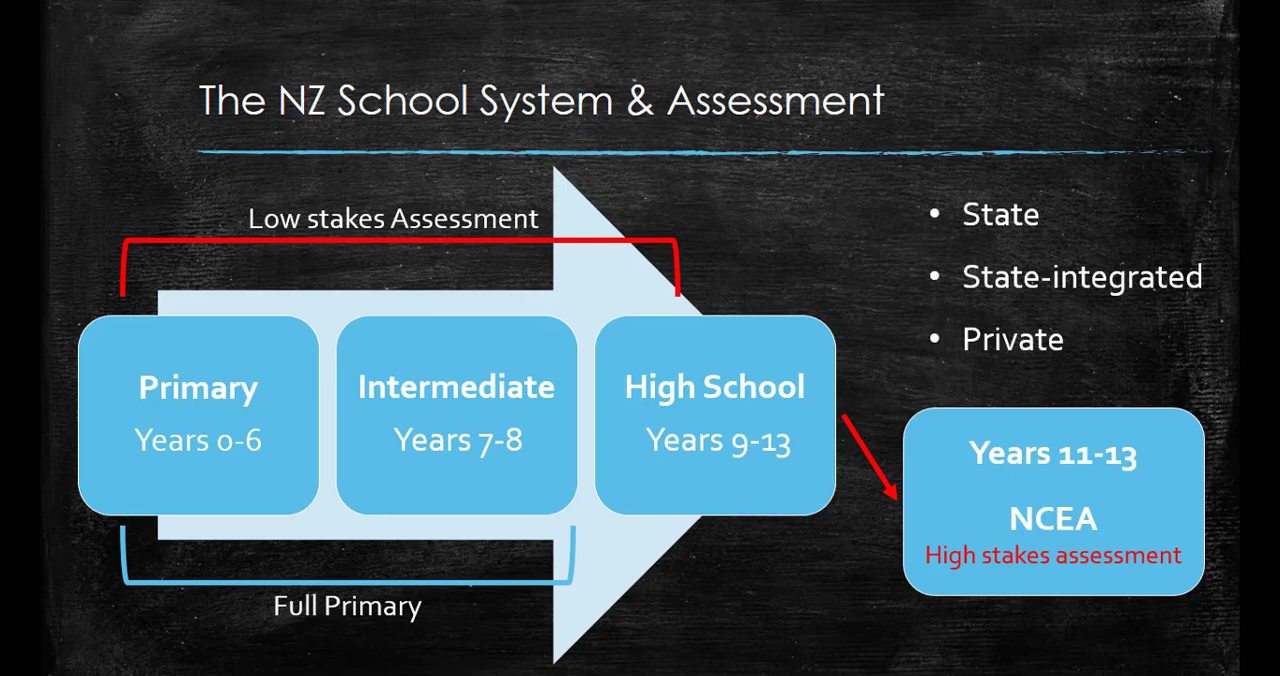 The NZ School System & Assessment
Low stakes Assessment
• State
• State-integrated
• Private
Primary
Years 0-6
Intermediate
Years 7-8
High School
Years 9-13
Years 11-13
NCEA
High stakes assessment
Full Primary